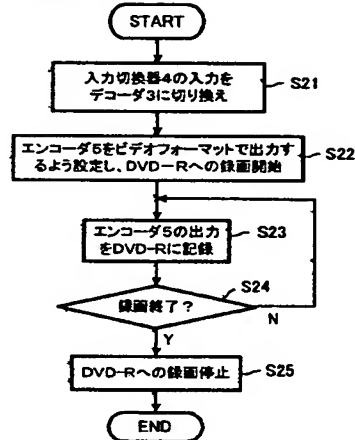 START
入力切換器4の入力を
デコーダ3に切り換え
S21
エンコーダ5をビデオフォーマットで出力す
るよう設定し、DVD-Rへの録画開始
S22
エンコーダ5の出力
をDVD-Rに記録
S23
録画終了?
S24
N
Y
DVD-Rへの録画停止
S25
END